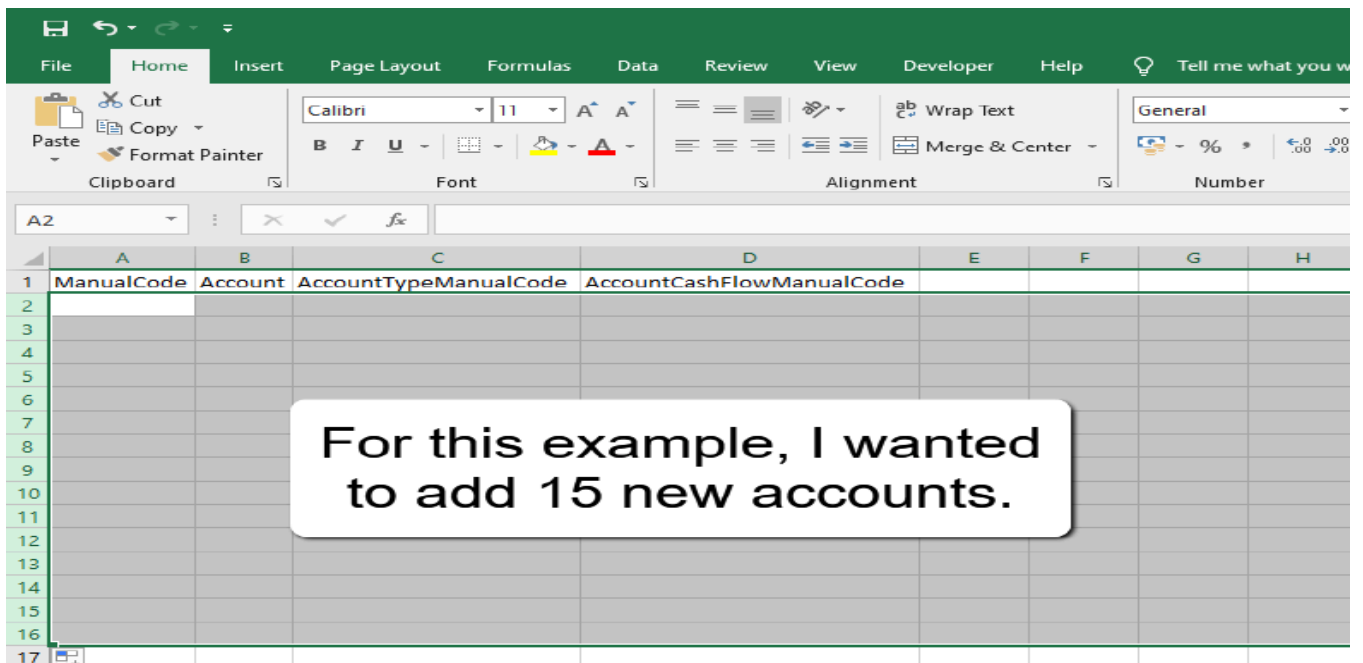 File Home Insert Page Layout Formulas Data Review View Developer Help Tell me what you w
Cut
Copy
Paste
Format Painter
Calibri 11 A A
B I U A
ab Wrap Text
Merge & Center
General
% , .00
Clipboard Font Alignment Number
A2 fx
A B C D E F G H
1 ManualCode Account AccountTypeManualCode AccountCashFlowManualCode
2
3
4
5
6
7
8
9
10
11
12
13
14
15
16
17
For this example, I wanted
to add 15 new accounts.